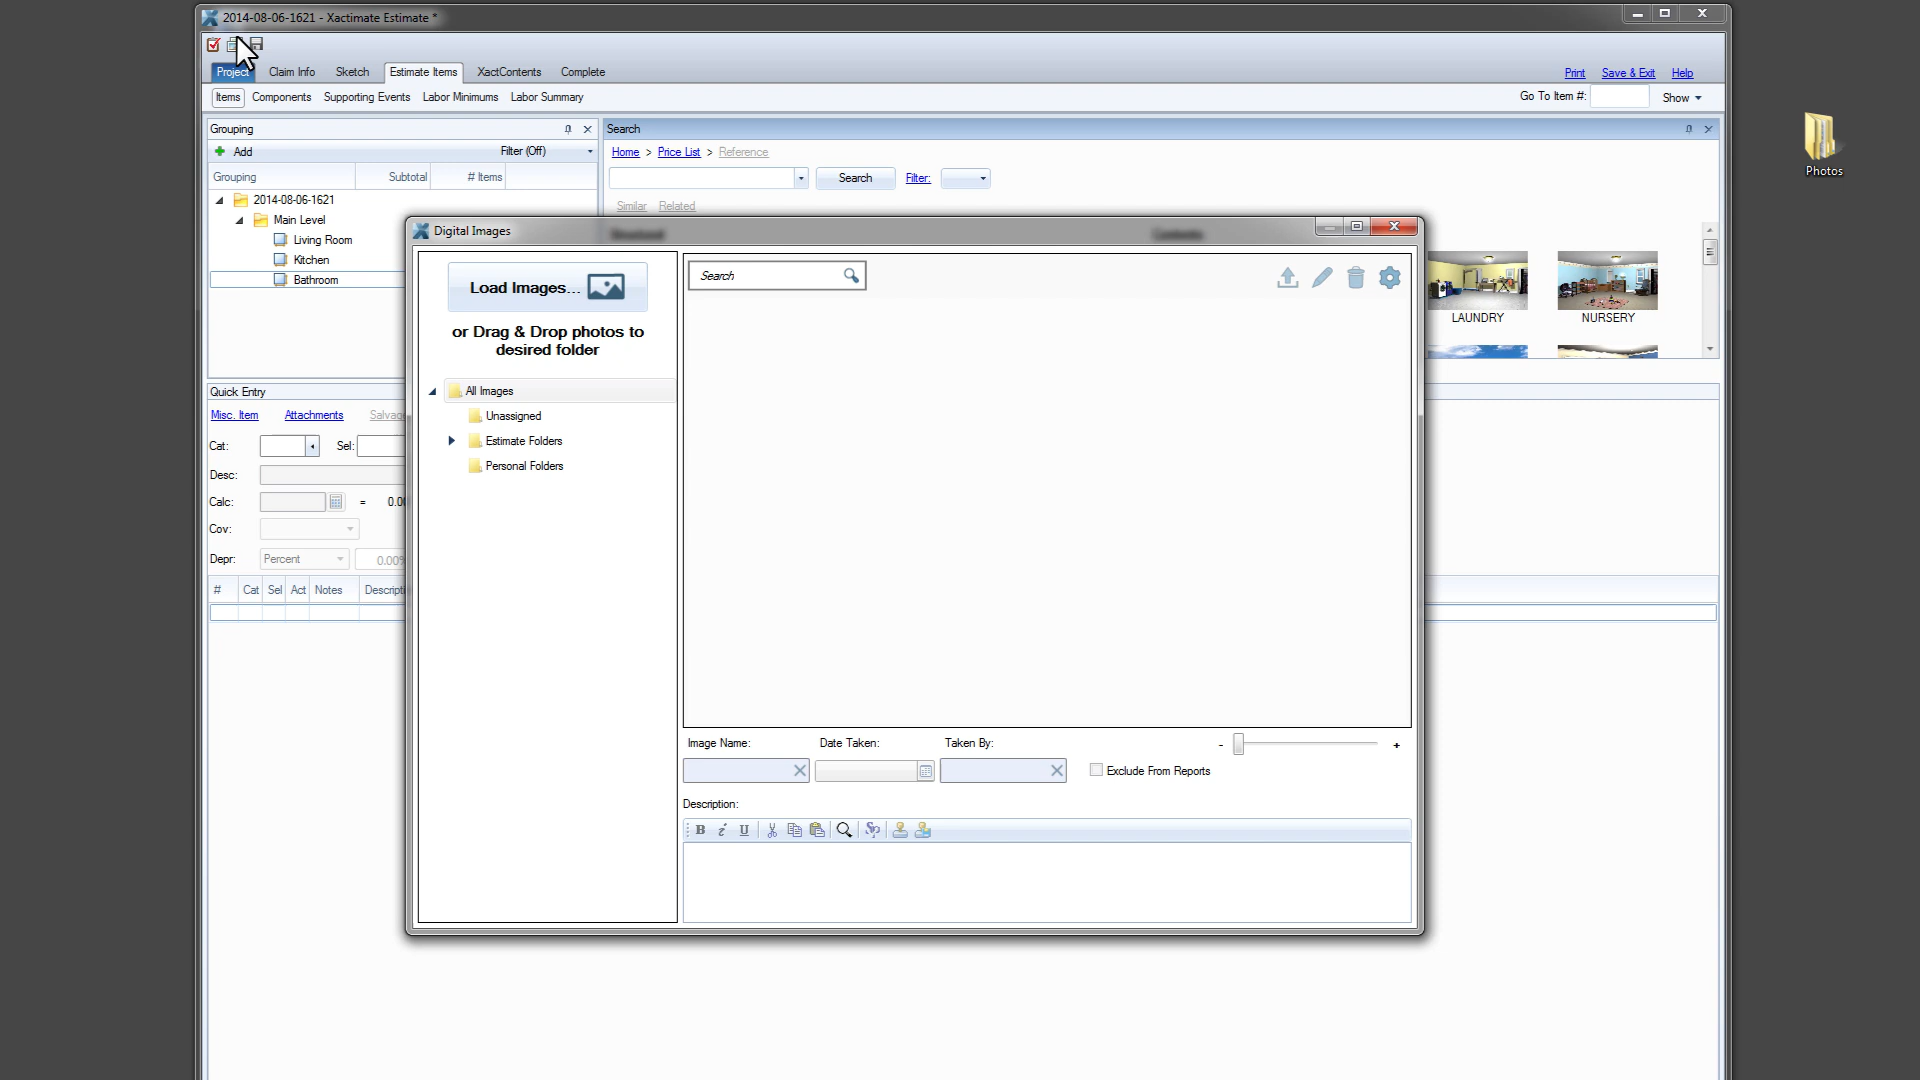 2014-08-06-1621 - Xactimate Estimate *
Project Claim Info Sketch Estimate Items XactContents Complete
Print Save & Exit Help
Items Components Supporting Events Labor Minimums Labor Summary
Go To Item #: Show
Grouping
Add Filter (Off)
Grouping Subtotal # Items
2014-08-06-1621
Main Level
Living Room
Kitchen
Bathroom
Search
Home > Price List > Reference
Search Filter:
Similar Related
LAUNDRY NURSERY
Photos
Quick Entry
Misc. Item Attachments
Cat: Sel:
Desc:
Calc: =
Cov:
Depr: Percent 0.00%
# Cat Sel Act Notes
Digital Images
Load Images...
or Drag & Drop photos to
desired folder
All Images
Unassigned
Estimate Folders
Personal Folders
Search
Image Name: Date Taken: Taken By: - +
Exclude From Reports
Description:
B i U